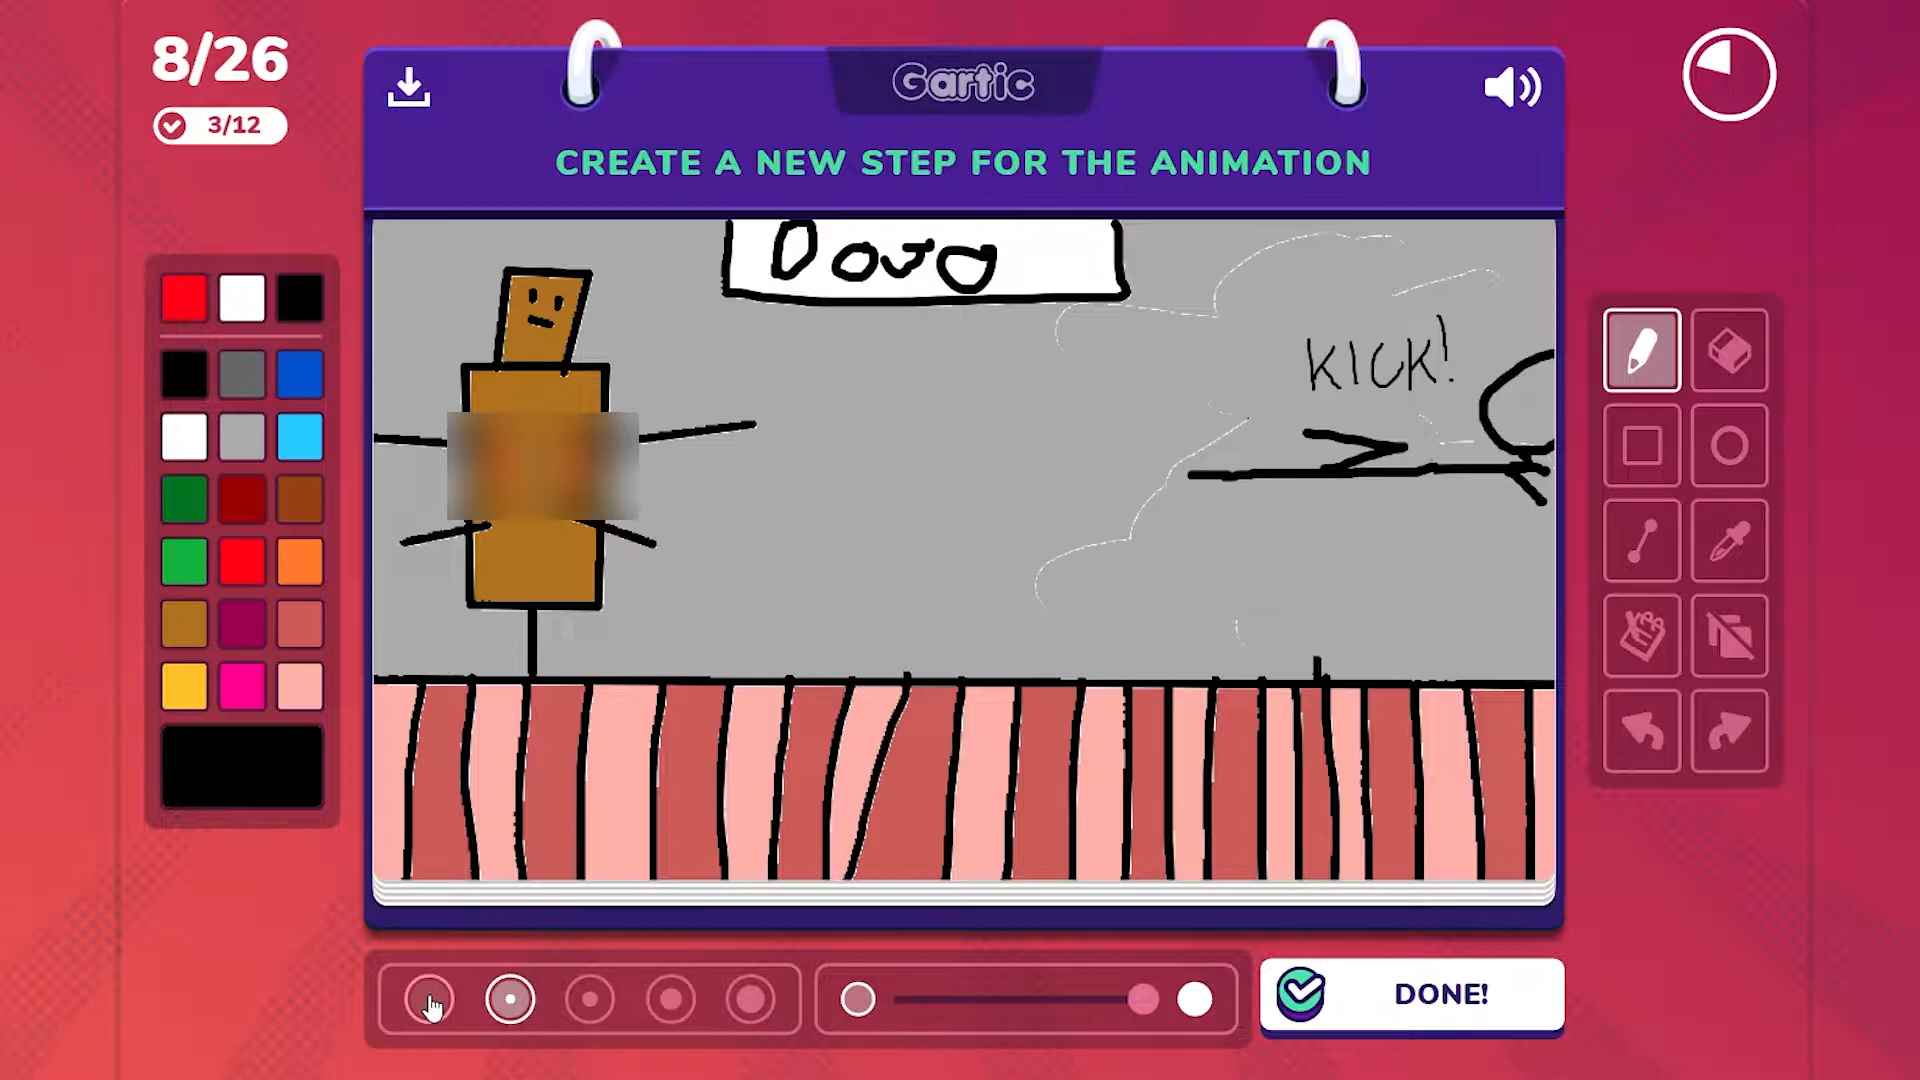 8/26
3/12
Gartic
CREATE A NEW STEP FOR THE ANIMATION
DOJO
KICK!
DONE!